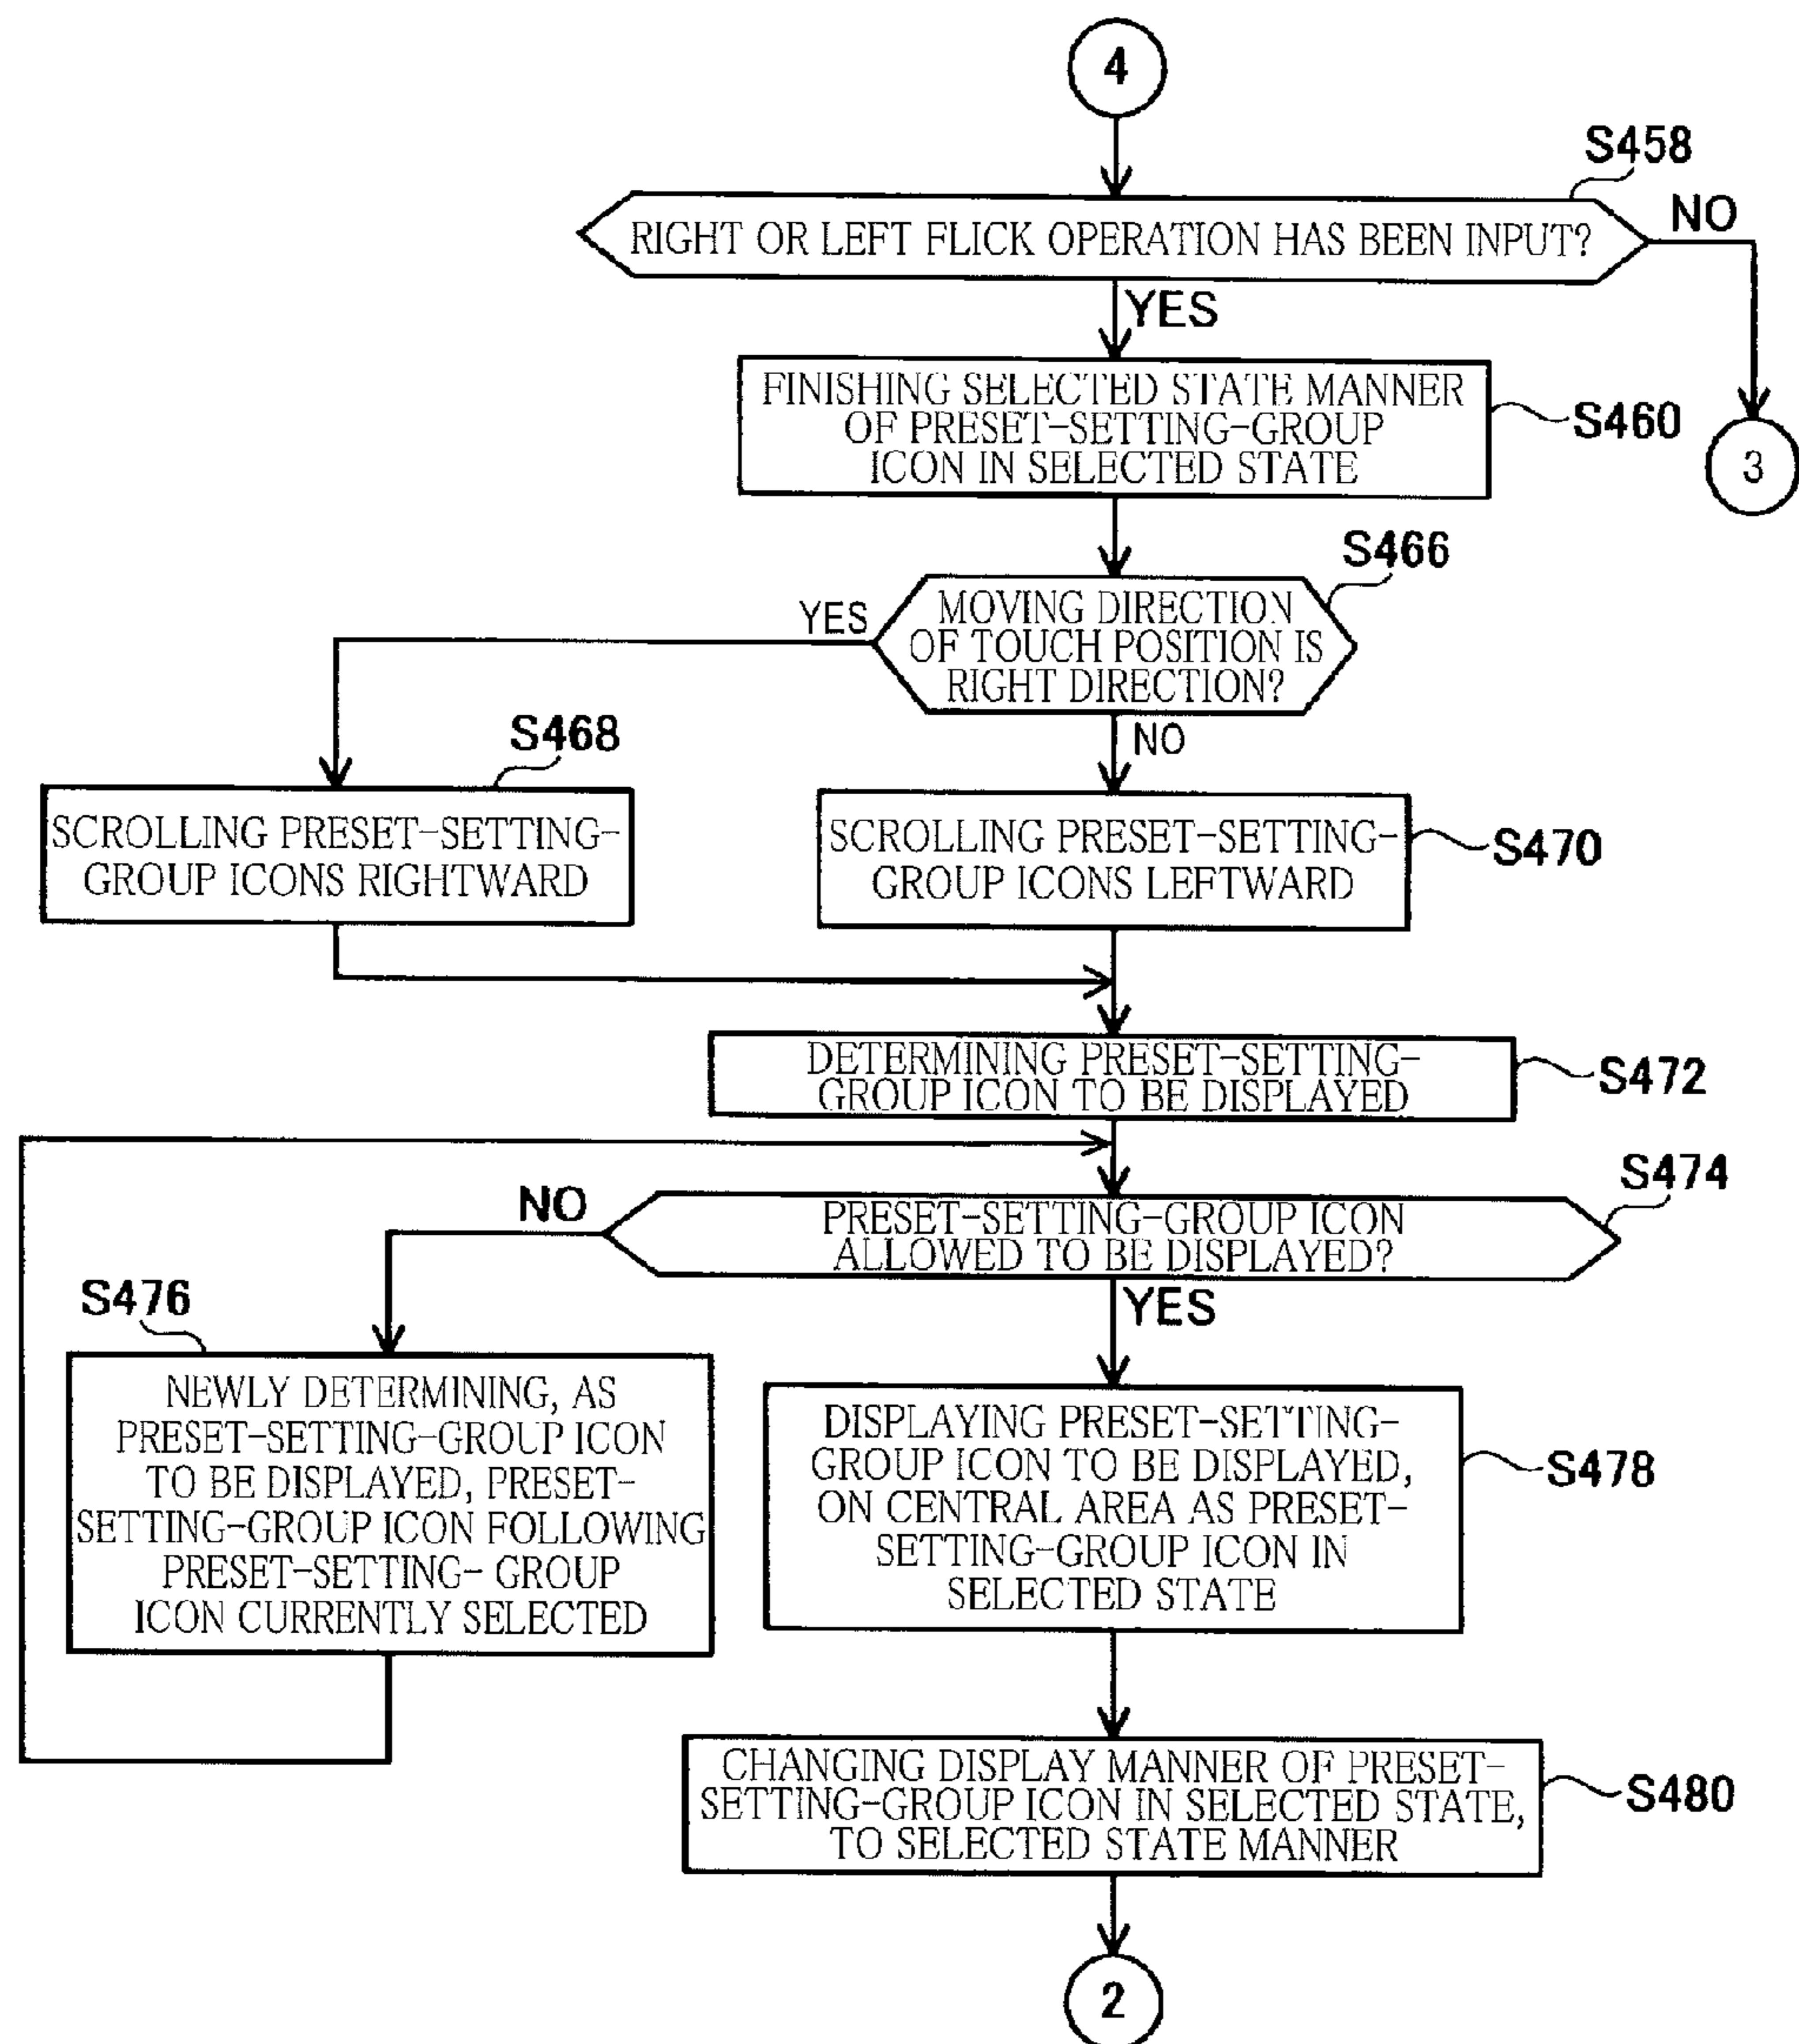 4
S458
RIGHT OR LEFT FLICK OPERATION HAS BEEN INPUT?
NO
YES
FINISHING SELECTED STATE MANNER
OF PRESET-SETTING-GROUP
ICON IN SELECTED STATE
S460
3
S466
MOVING DIRECTION
OF TOUCH POSITION IS
RIGHT DIRECTION?
YES
NO
S468
SCROLLING PRESET-SETTING-
GROUP ICONS RIGHTWARD
SCROLLING PRESET-SETTING-
GROUP ICONS LEFTWARD
S470
DETERMINING PRESET-SETTING-
GROUP ICON TO BE DISPLAYED
S472
S474
PRESET-SETTING-GROUP ICON
ALLOWED TO BE DISPLAYED?
NO
YES
S476
NEWLY DETERMINING, AS
PRESET-SETTING-GROUP ICON
TO BE DISPLAYED, PRESET-
SETTING-GROUP ICON FOLLOWING
PRESET-SETTING- GROUP
ICON CURRENTLY SELECTED
DISPLAYING PRESET-SETTING-
GROUP ICON TO BE DISPLAYED,
ON CENTRAL AREA AS PRESET-
SETTING-GROUP ICON IN
SELECTED STATE
S478
CHANGING DISPLAY MANNER OF PRESET-
SETTING-GROUP ICON IN SELECTED STATE,
TO SELECTED STATE MANNER
S480
2